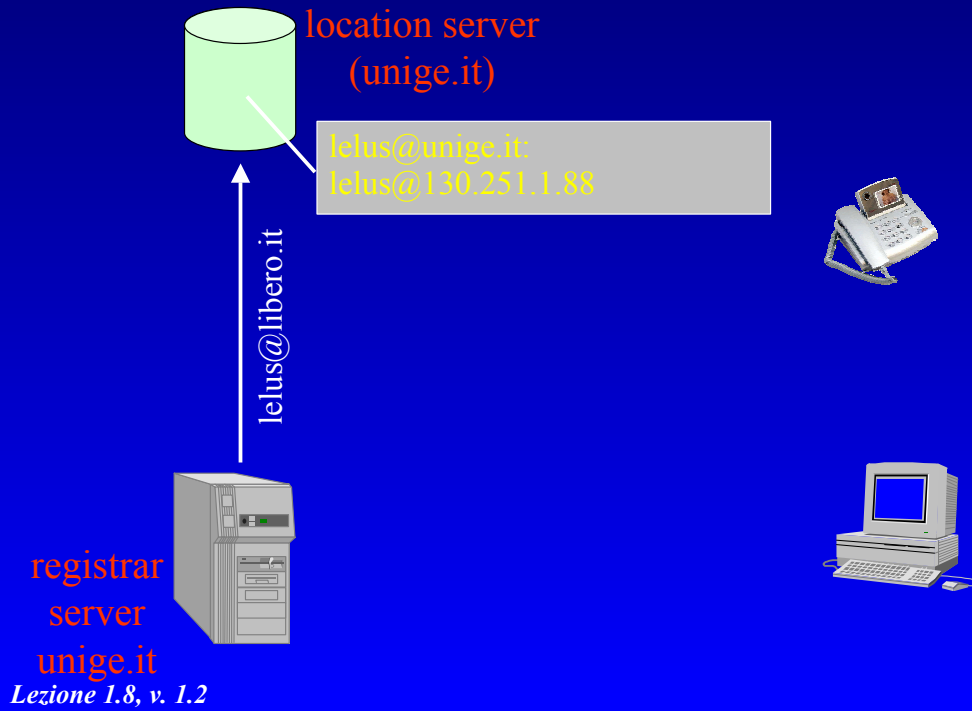 location server
(unige.it)
lelus@unige.it:
lelus@130.251.1.88
lelus@libero.it
registrar
server
unige.it
Lezione 1.8, v. 1.2